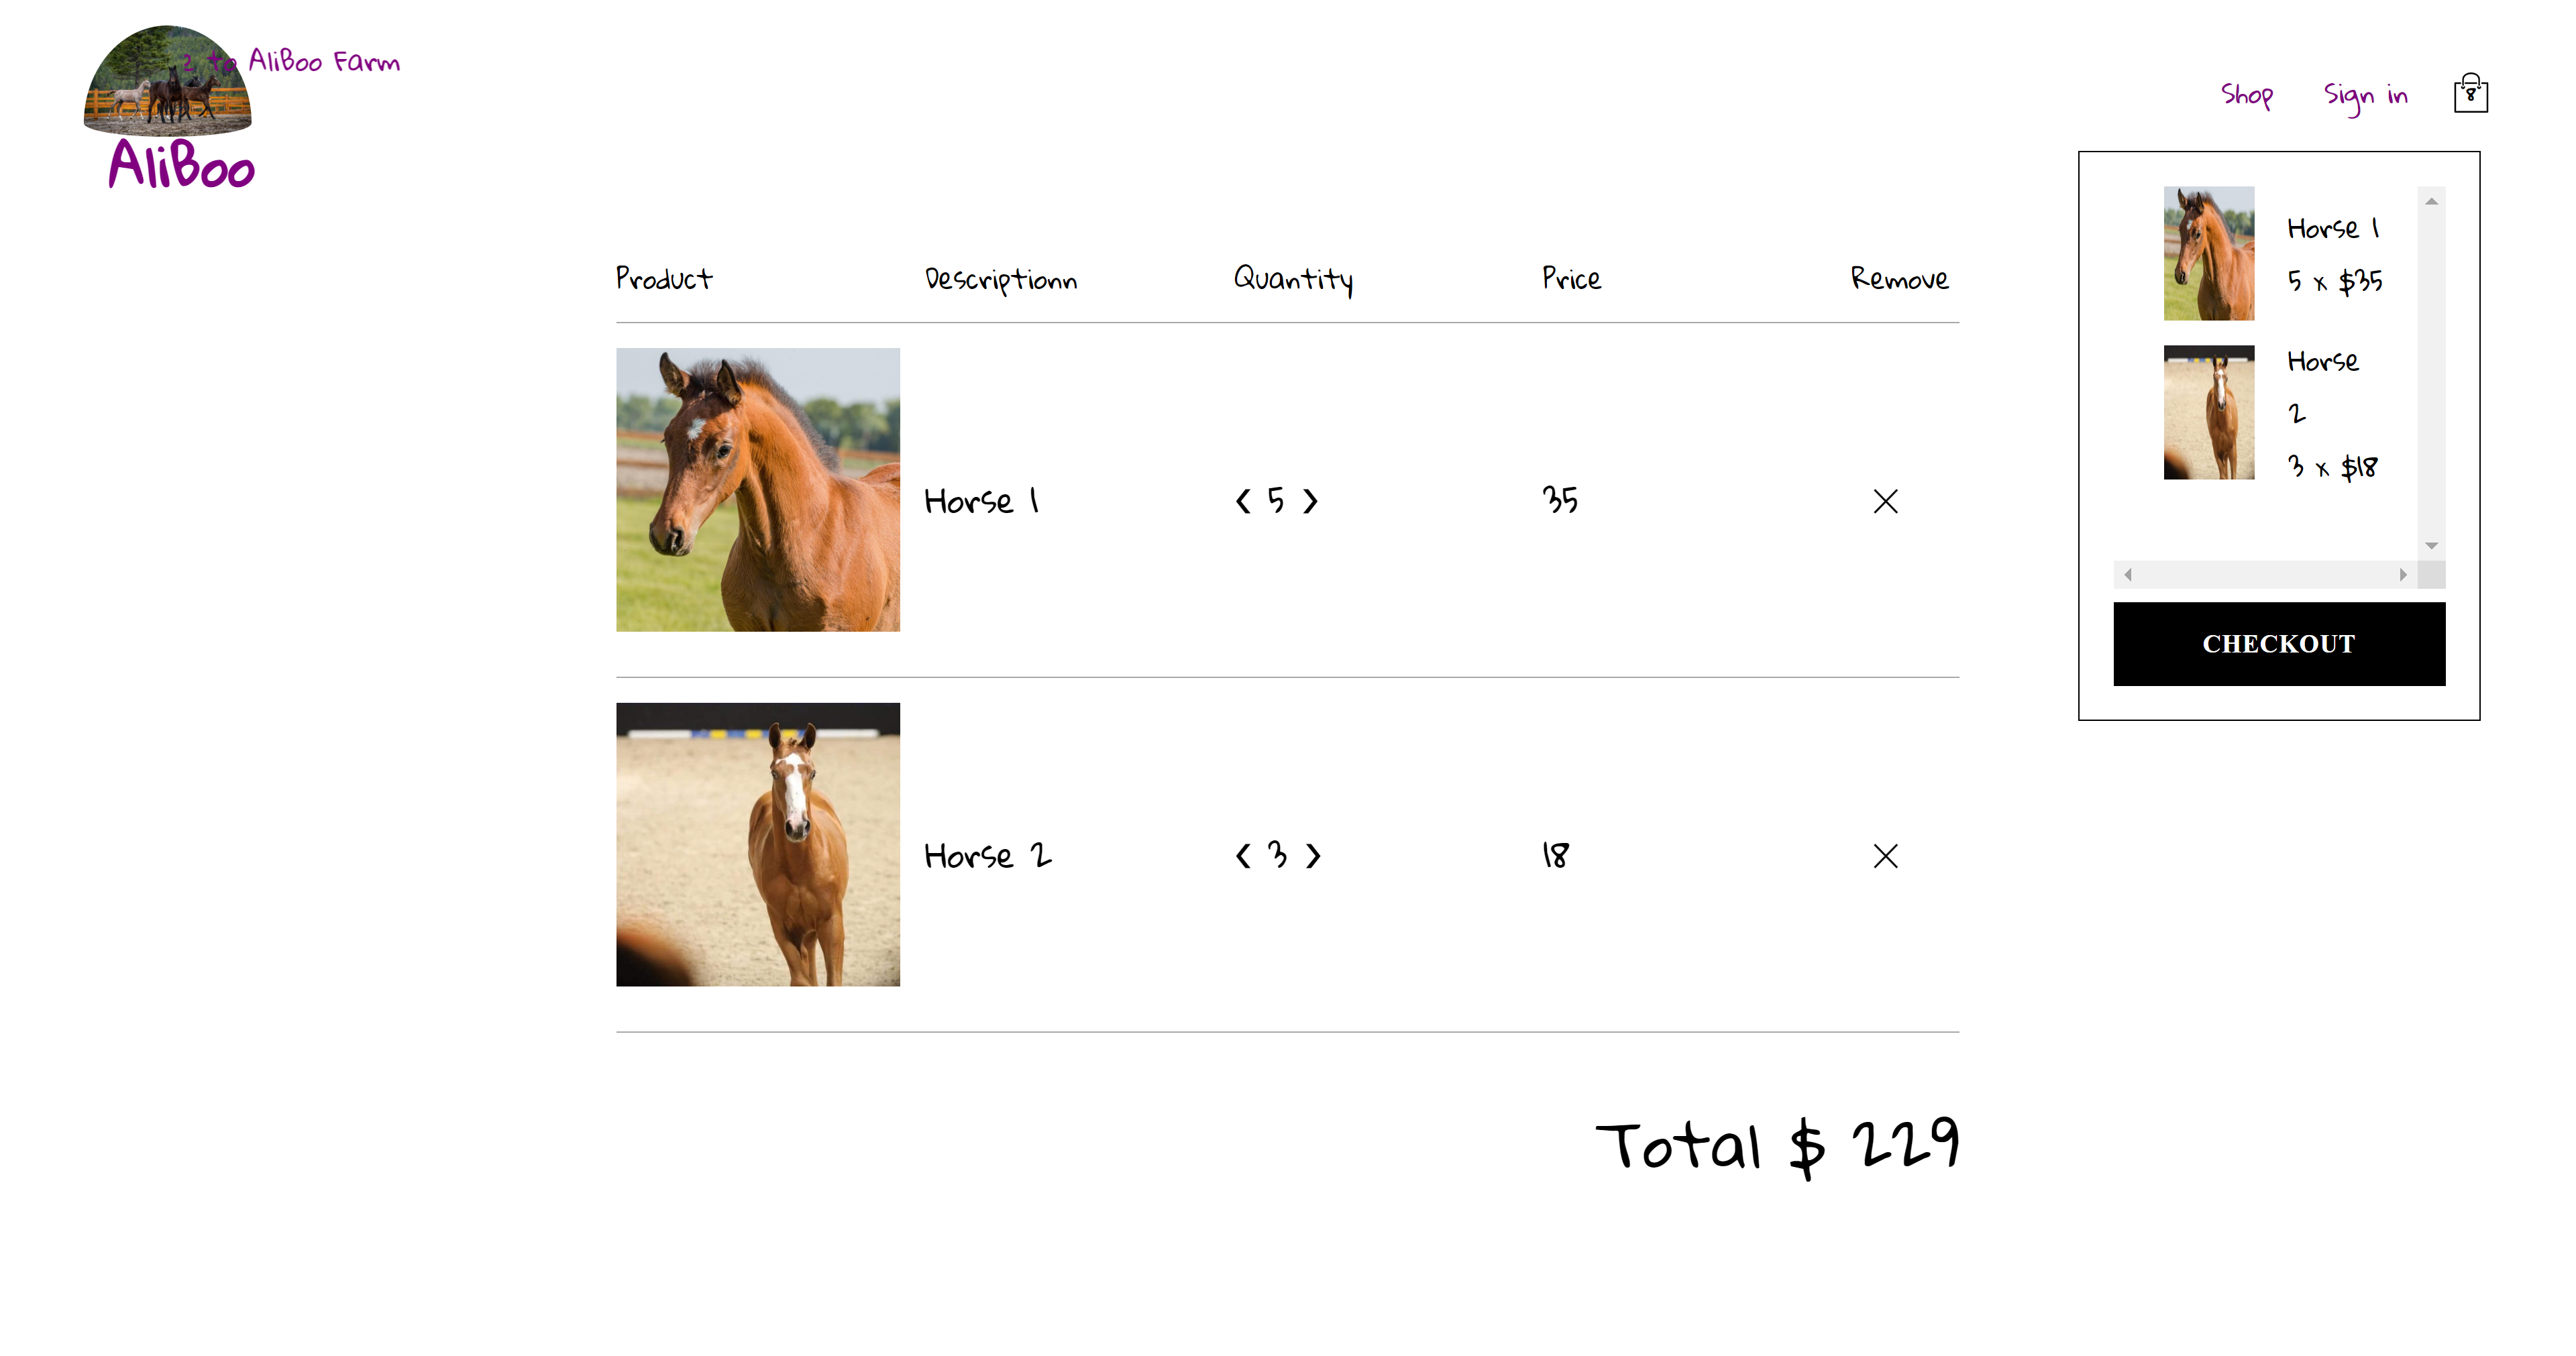 2 to AliBoo Farm
AliBoo
Shop Sign in 8
Horse 1
5 x $35
Horse
2
3 x $18
CHECKOUT
Product Descriptionn Quantity Price Remove
Horse 1 ❮ 5 ❯ 35 ✕
Horse 2 ❮ 3 ❯ 18 ✕
Total $ 229